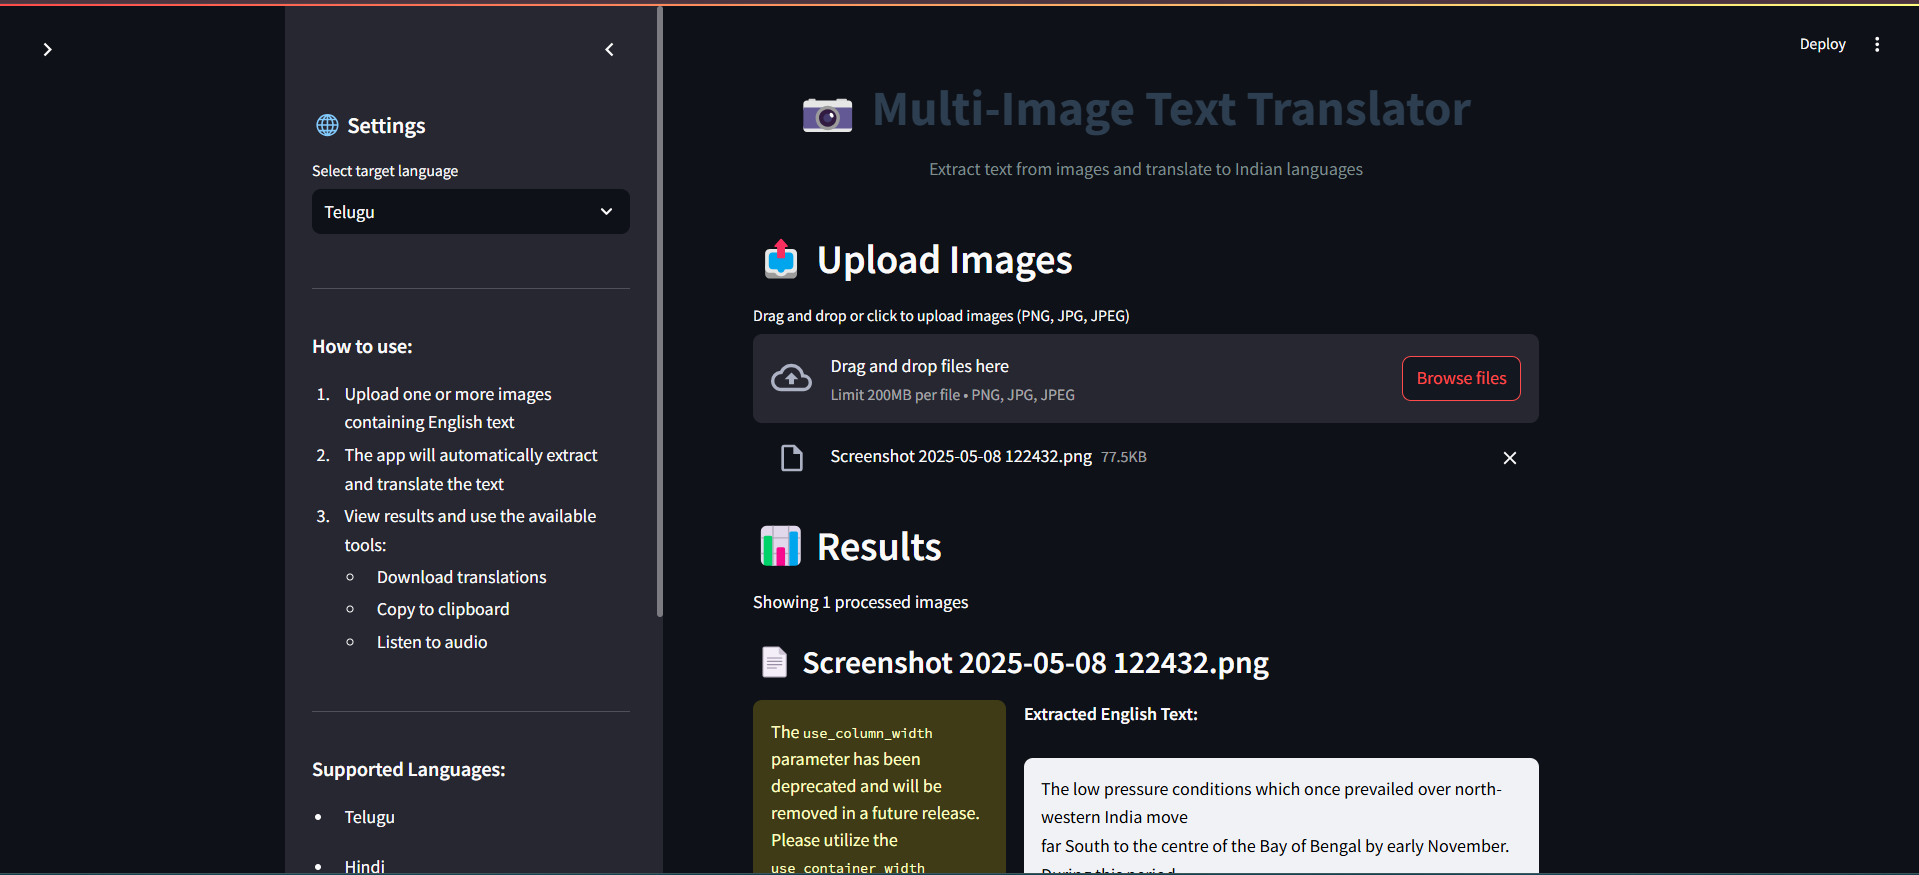 Deploy
Settings
Select target language
Telugu
How to use:
1. Upload one or more images
containing English text
2. The app will automatically extract
and translate the text
3. View results and use the available
tools:
Download translations
Copy to clipboard
Listen to audio
Supported Languages:
Telugu
Hindi
Multi-Image Text Translator
Extract text from images and translate to Indian languages
Upload Images
Drag and drop or click to upload images (PNG, JPG, JPEG)
Drag and drop files here
Limit 200MB per file • PNG, JPG, JPEG
Browse files
Screenshot 2025-05-08 122432.png 77.5KB
Results
Showing 1 processed images
Screenshot 2025-05-08 122432.png
The use_column_width
parameter has been
deprecated and will be
removed in a future release.
Please utilize the
use_container_width
Extracted English Text:
The low pressure conditions which once prevailed over north-
western India move
far South to the centre of the Bay of Bengal by early November.
During this period